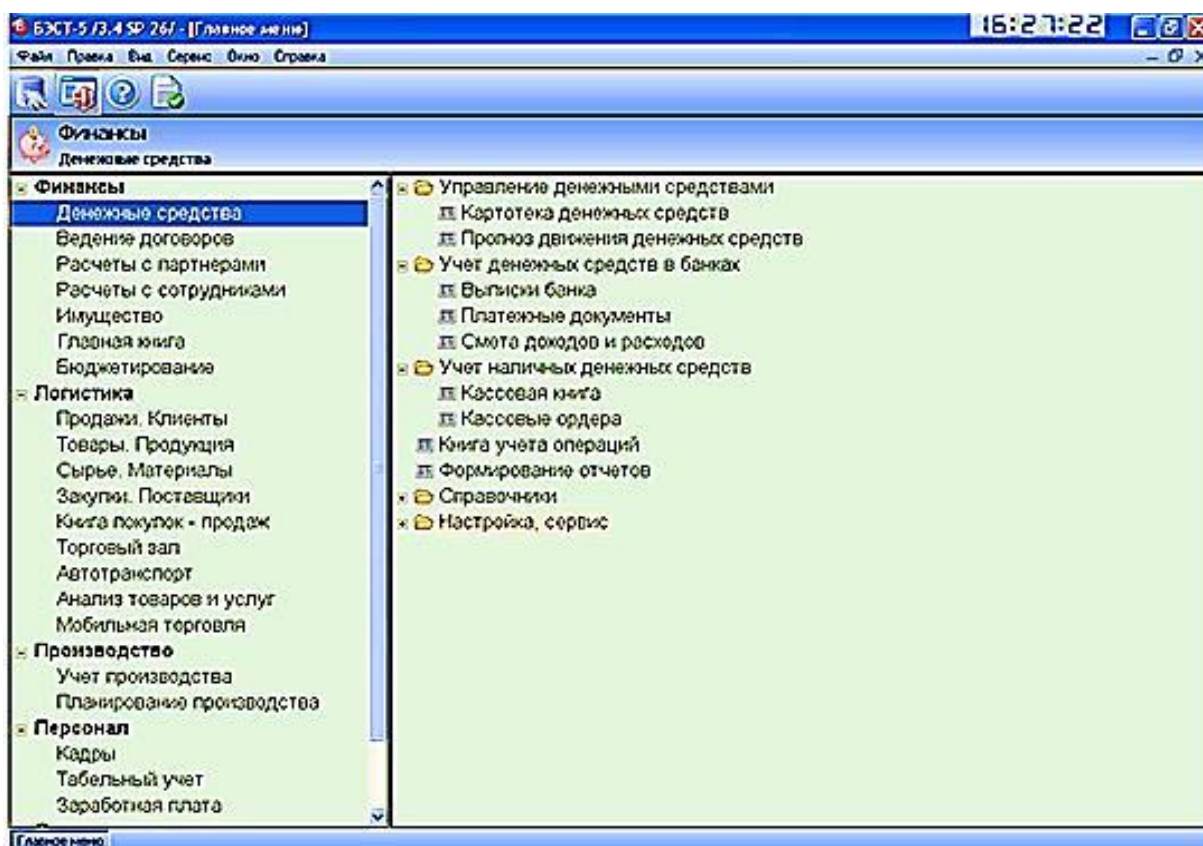 БЭСТ-5 /3.4 SP 26/ - [Главное меню]
16:27:22
Файл Правка Вид Сервис Окно Справка
Финансы
Денежные средства
Финансы
Денежные средства
Ведение договоров
Расчеты с партнерами
Расчеты с сотрудниками
Имущество
Главная книга
Бюджетирование
Логистика
Продажи, Клиенты
Товары, Продукция
Сырье, Материалы
Закупки, Поставщики
Книга покупок - продаж
Торговый зал
Автотранспорт
Анализ товаров и услуг
Мобильная торговля
Производство
Учет производства
Планирование производства
Персонал
Кадры
Табельный учет
Заработная плата
Управление денежными средствами
Картотека денежных средств
Прогноз движения денежных средств
Учет денежных средств в банках
Выписки банка
Платежные документы
Смета доходов и расходов
Учет наличных денежных средств
Кассовая книга
Кассовые ордера
Книга учета операций
Формирование отчетов
Справочники
Настройка, сервис
Главное меню